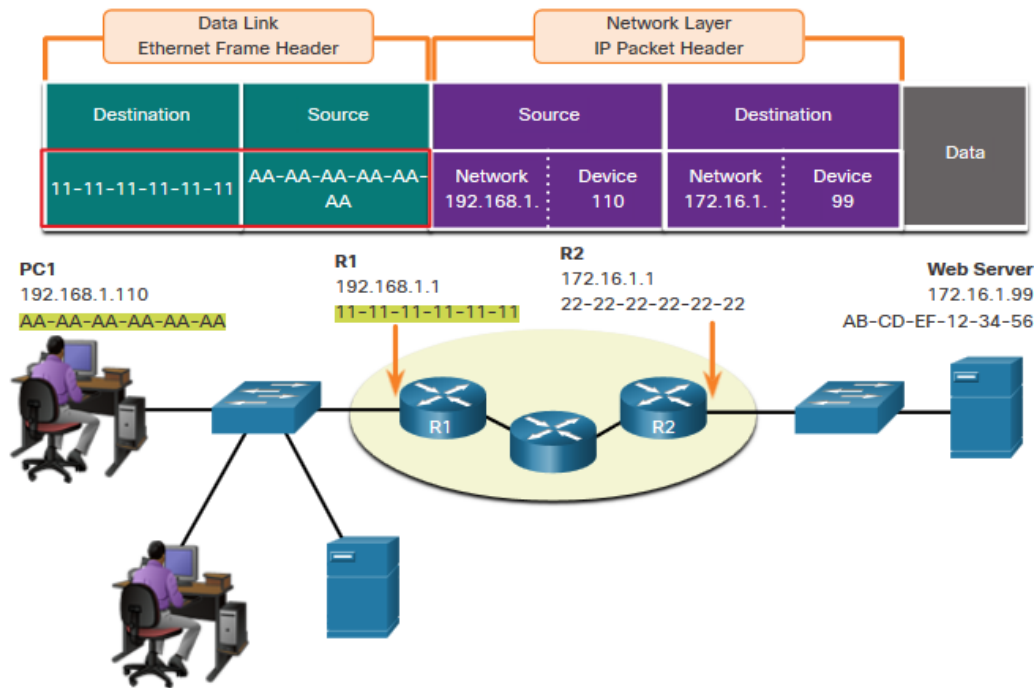 Data Link
Ethernet Frame Header
Network Layer
IP Packet Header
Destination
Source
Source
Destination
Data
11-11-11-11-11-11
AA-AA-AA-AA-AA-
AA
Network
192.168.1.
Device
110
Network
172.16.1.
Device
99
PC1
192.168.1.110
AA-AA-AA-AA-AA-AA
R1
192.168.1.1
11-11-11-11-11-11
R2
172.16.1.1
22-22-22-22-22-22
Web Server
172.16.1.99
AB-CD-EF-12-34-56
R1
R2